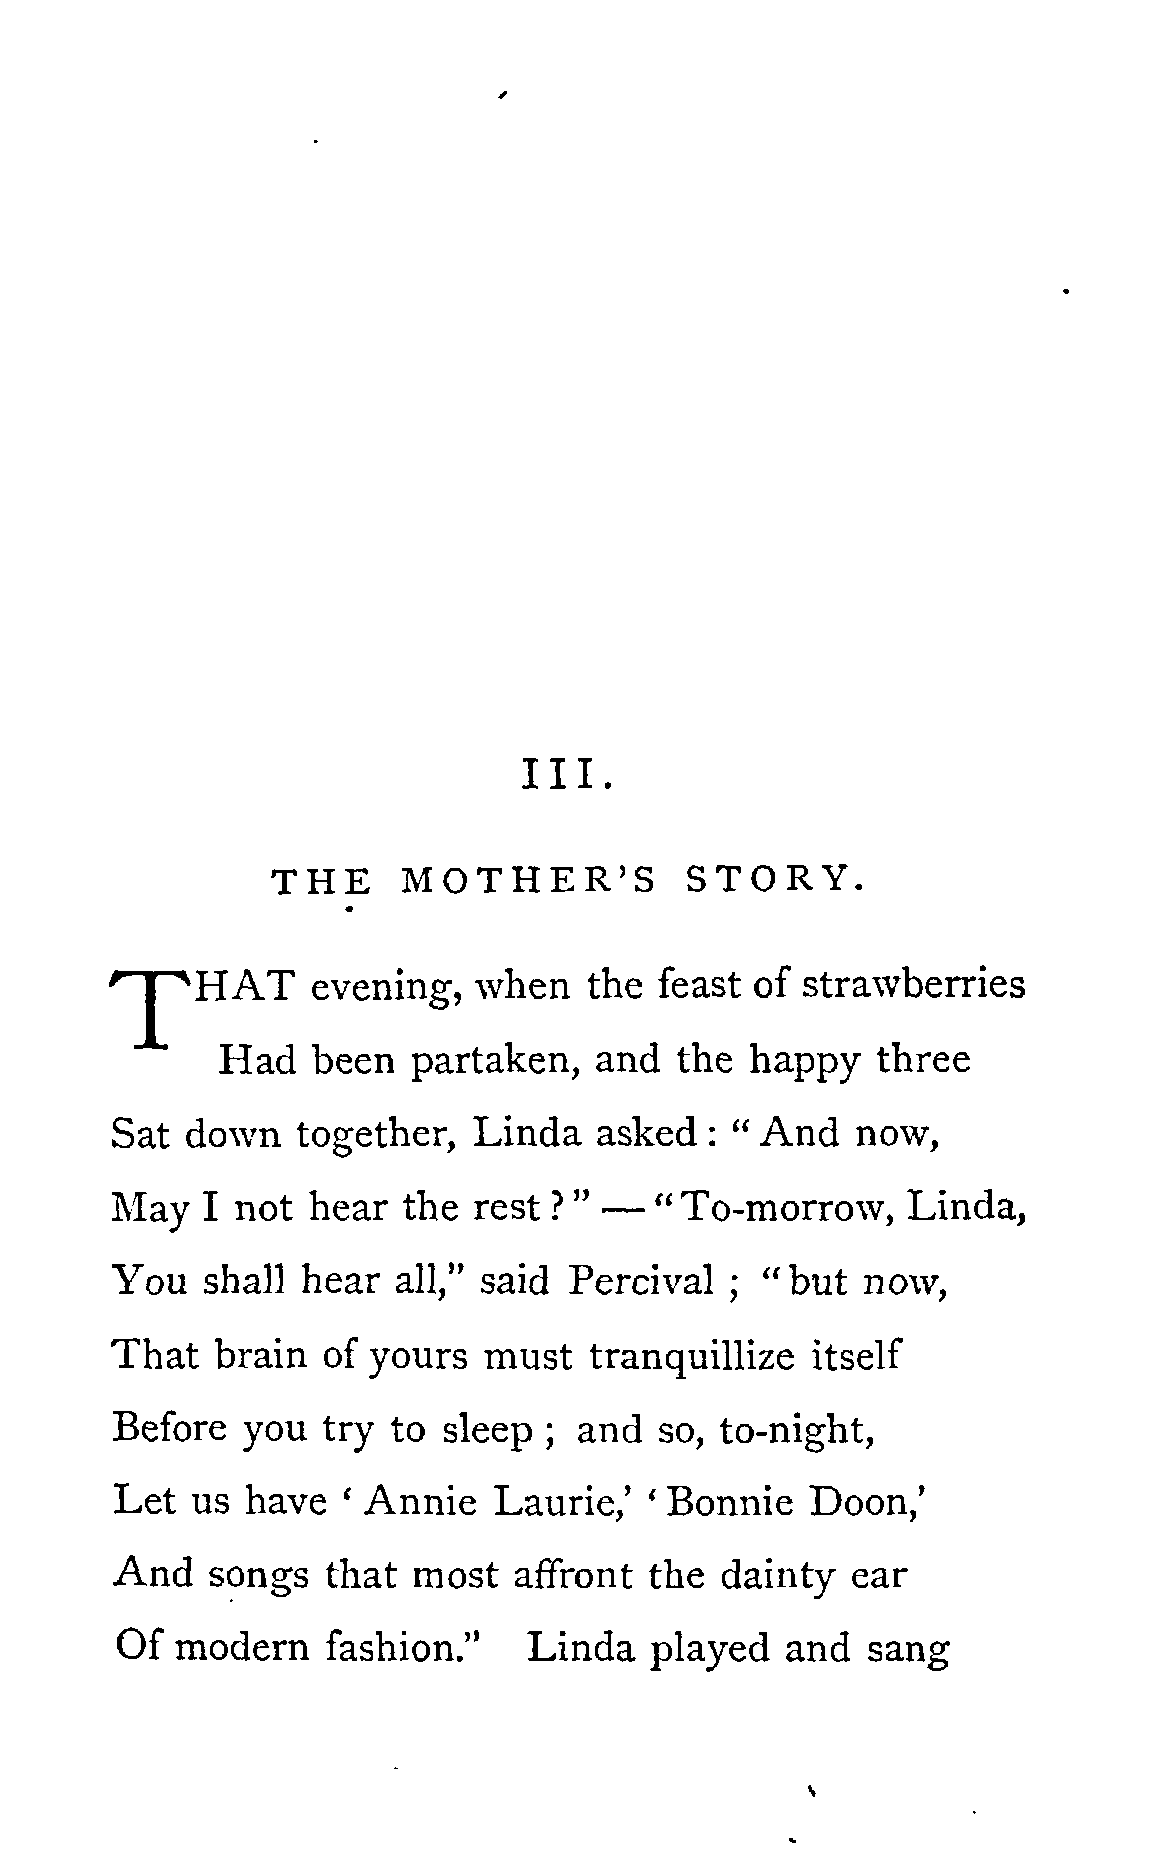 III.
THE MOTHER'S STORY.
THAT evening, when the feast of strawberries
Had been partaken, and the happy three
Sat down together, Linda asked: “And now,
May I not hear the rest?” — “To-morrow, Linda,
You shall hear all,” said Percival; “but now,
That brain of yours must tranquillize itself
Before you try to sleep; and so, to-night,
Let us have ‘Annie Laurie,’ ‘Bonnie Doon,’
And songs that most affront the dainty ear
Of modern fashion.” Linda played and sang